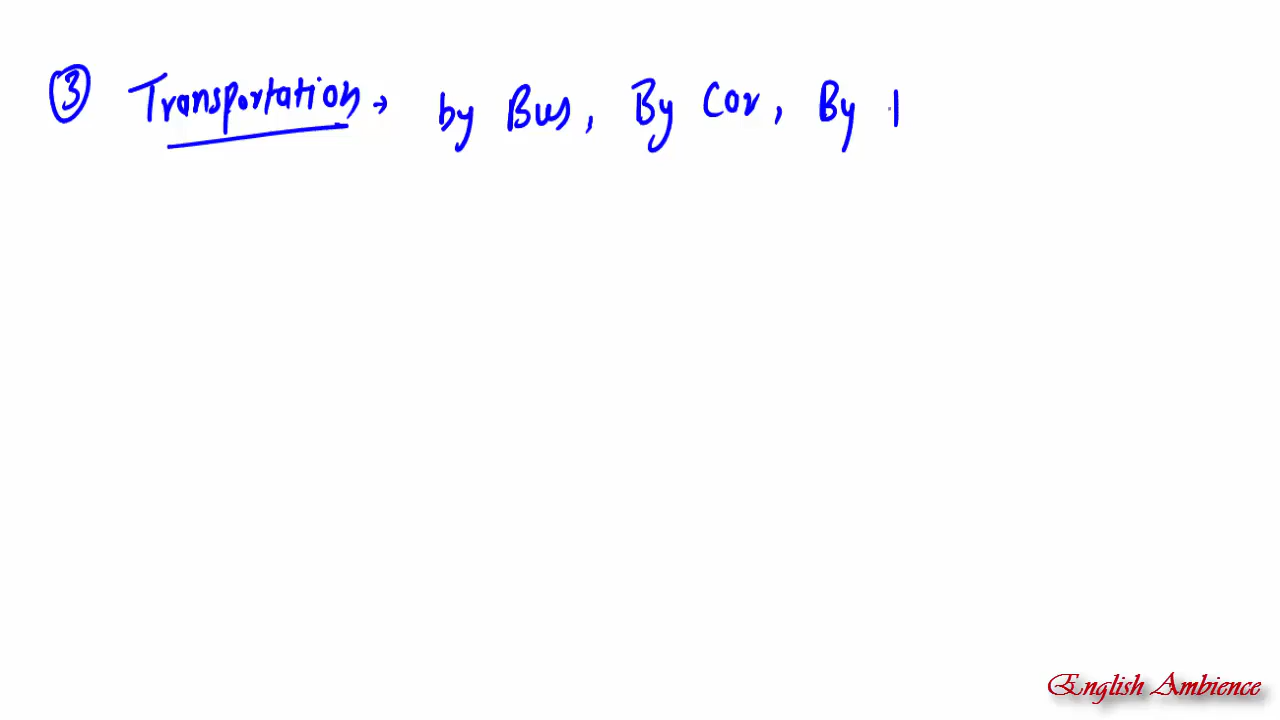 ③ Transportation → by Bus, By Car, By
English Ambience